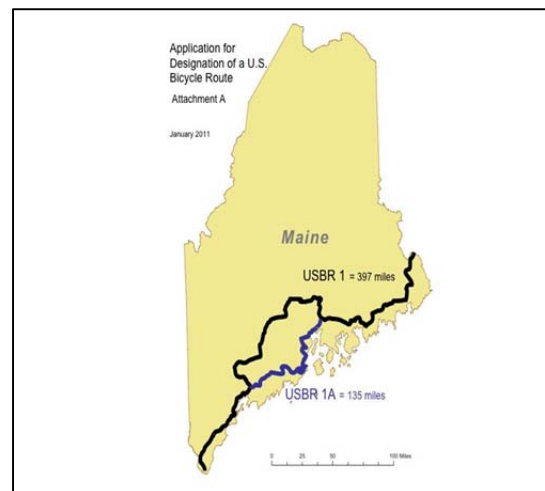 Application for
Designation of a U.S.
Bicycle Route
Attachment A
January 2011
Maine
USBR 1 = 397 miles
USBR 1A = 135 miles
0 25 50 100 Miles